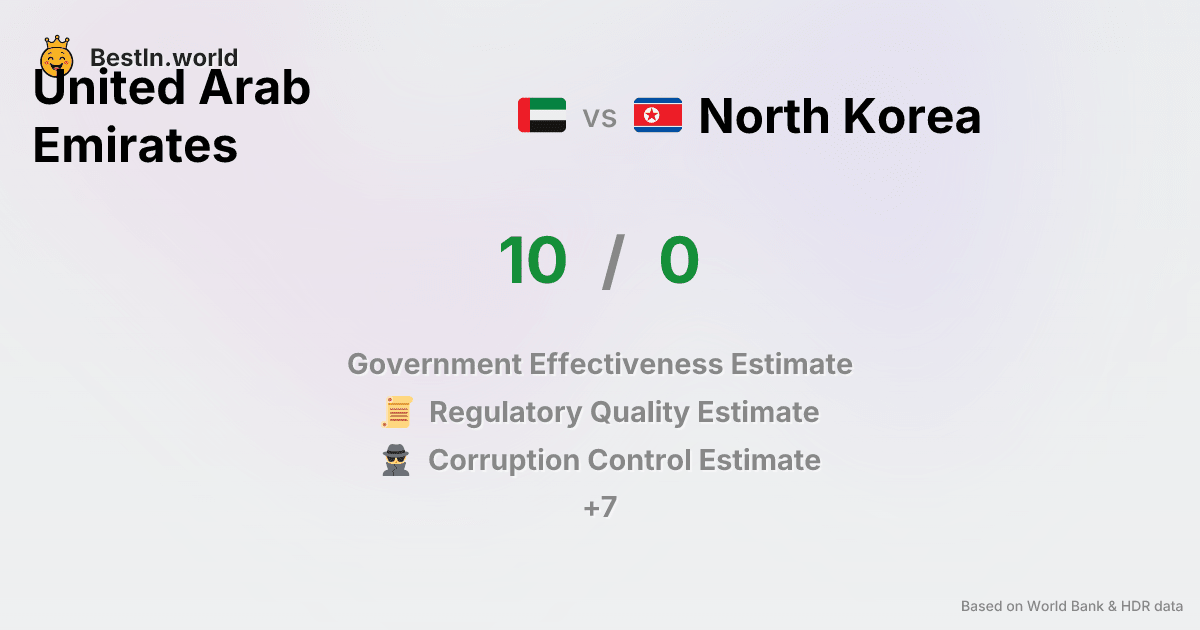 BestIn.world
United Arab
Emirates
vs
North Korea
10 / 0
Government Effectiveness Estimate
Regulatory Quality Estimate
Corruption Control Estimate
+7
Based on World Bank & HDR data